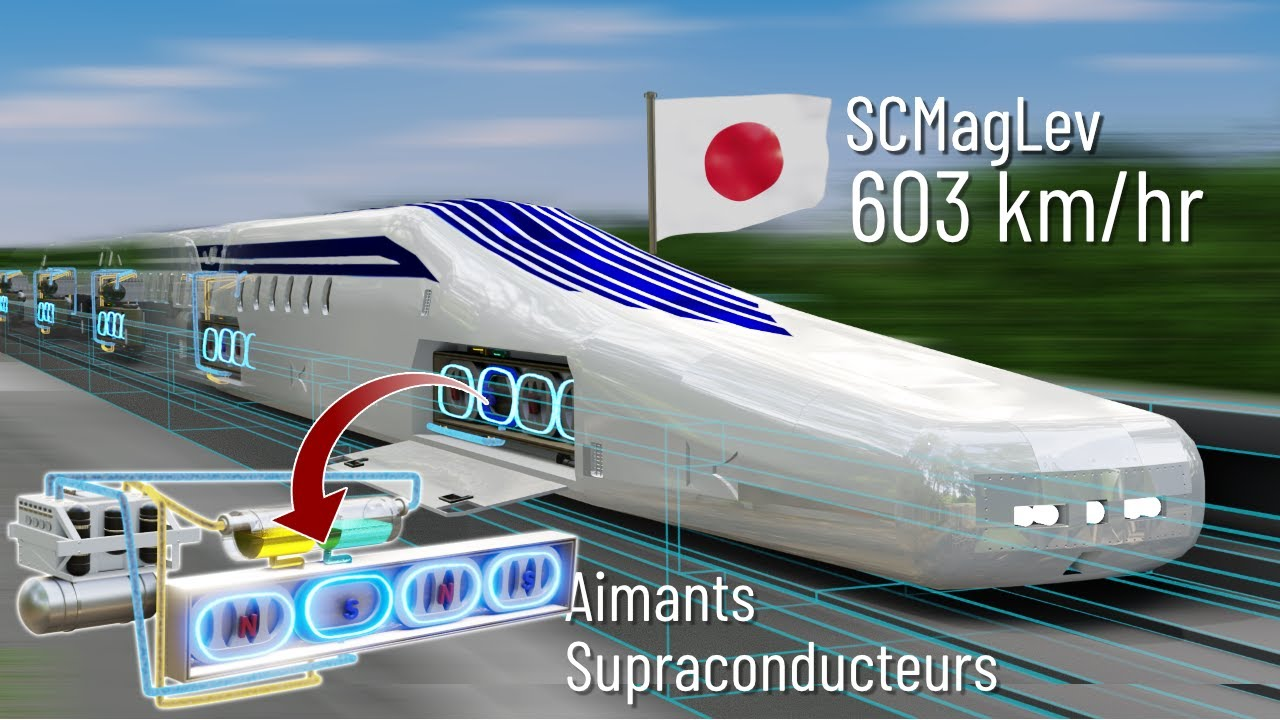 SCMagLev
603 km/hr
N S N S
Aimants
Supraconducteurs